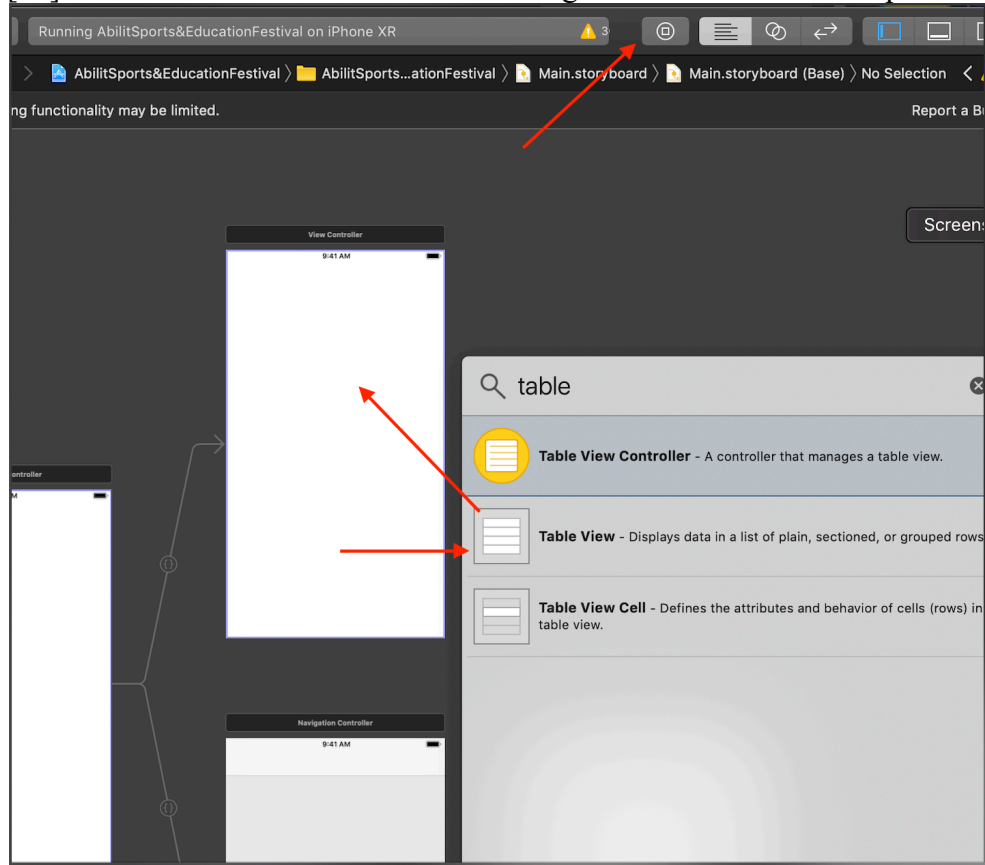 Running AbilitSports&EducationFestival on iPhone XR
3
AbilitSports&EducationFestival 〉 AbilitSports...ationFestival 〉 Main.storyboard 〉 Main.storyboard (Base) 〉 No Selection
ng functionality may be limited.
Report a B
Screen
View Controller
9:41 AM
table
Table View Controller - A controller that manages a table view.
ontroller
M
Table View - Displays data in a list of plain, sectioned, or grouped rows
Table View Cell - Defines the attributes and behavior of cells (rows) in
table view.
Navigation Controller
9:41 AM